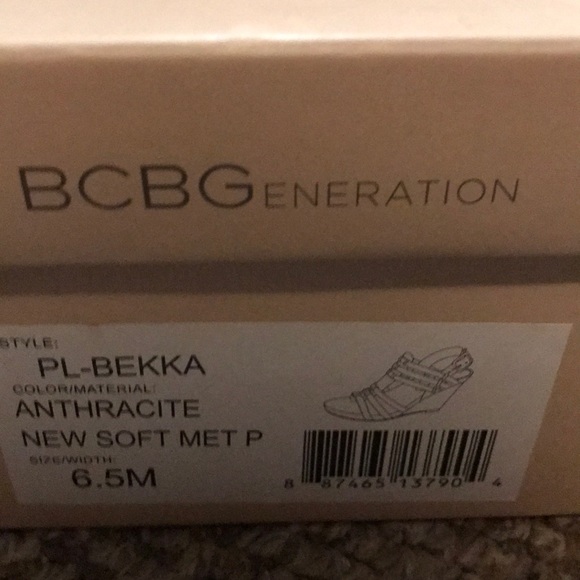 BCBGENERATION
STYLE:
PL-BEKKA
COLOR/MATERIAL:
ANTHRACITE
NEW SOFT MET P
SIZE/WIDTH:
6.5M
8 87465 13790 4